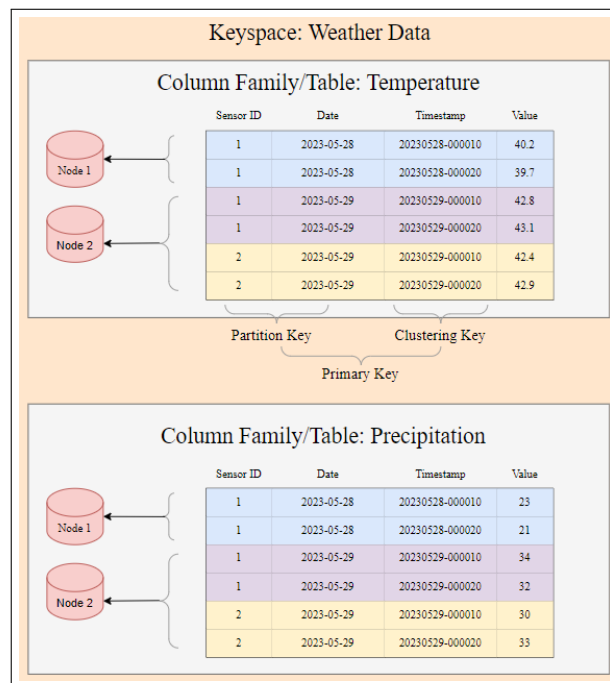 Keyspace: Weather Data
Column Family/Table: Temperature
Sensor ID Date Timestamp Value
1 2023-05-28 20230528-000010 40.2
Node 1
1 2023-05-28 20230528-000020 39.7
1 2023-05-29 20230529-000010 42.8
1 2023-05-29 20230529-000020 43.1
Node 2
2 2023-05-29 20230529-000010 42.4
2 2023-05-29 20230529-000020 42.9
Partition Key Clustering Key
Primary Key
Column Family/Table: Precipitation
Sensor ID Date Timestamp Value
1 2023-05-28 20230528-000010 23
Node 1
1 2023-05-28 20230528-000020 21
1 2023-05-29 20230529-000010 34
1 2023-05-29 20230529-000020 32
Node 2
2 2023-05-29 20230529-000010 30
2 2023-05-29 20230529-000020 33